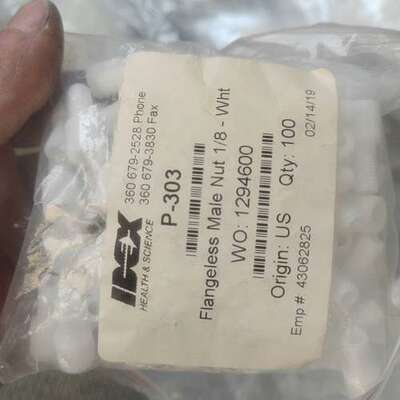 IDEX
HEALTH & SCIENCE
360 679-2528 Phone
360 679-3830 Fax
P-303
Flangeless Male Nut 1/8 - Wht
WO: 1294600
Origin: US Qty: 100
Emp # 43062825 02/14/19